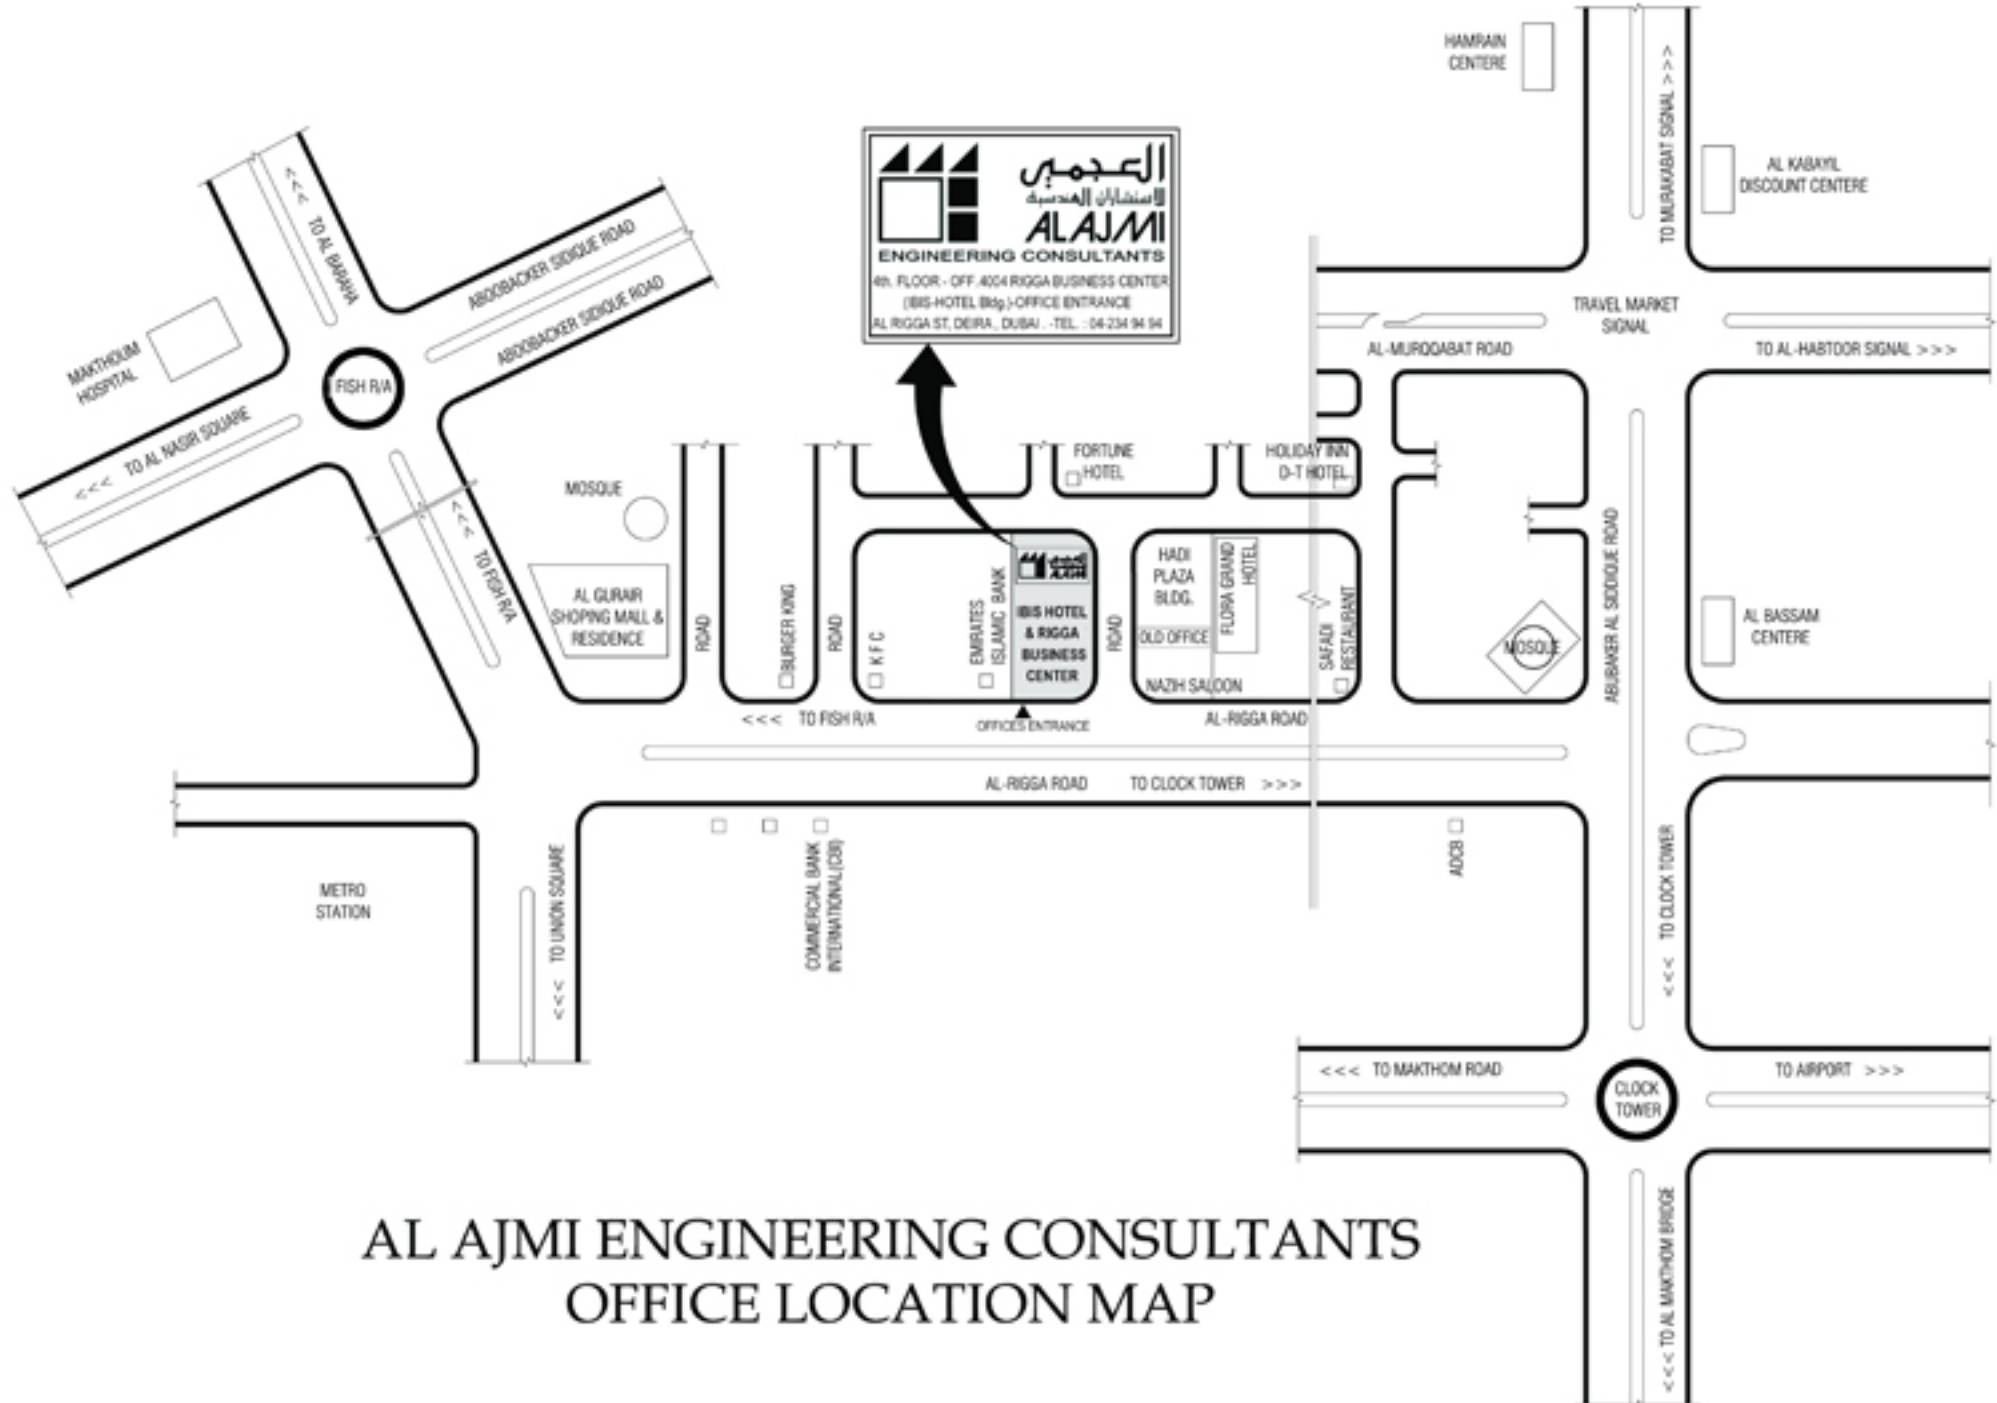 HAMRAIN
CENTERE
TO MURAKABAT SIGNAL >>>
AL KABAYIL
DISCOUNT CENTERE
<<< TO AL BARAHA
ABOOBACKER SIDIQUE ROAD
ABOOBACKER SIDIQUE ROAD
MAKTHOUM
HOSPITAL
FISH R/A
<<< TO AL NASIR SQUARE
<<< TO FISH R/A
العجمي
للاستشارات الهندسية
AL AJMI
ENGINEERING CONSULTANTS
4th. FLOOR - OFF. 4004 RIGGA BUSINESS CENTER
(IBIS-HOTEL Bldg.)-OFFICE ENTRANCE
AL RIGGA ST, DEIRA , DUBAI . -TEL. : 04-234 94 94
TRAVEL MARKET
SIGNAL
AL-MURQQABAT ROAD
TO AL-HABTOOR SIGNAL >>>
FORTUNE
HOTEL
HOLIDAY INN
D-T HOTEL
MOSQUE
AL GURAIR
SHOPING MALL &
RESIDENCE
ROAD
BURGER KING
ROAD
K F C
EMIRATES
ISLAMIC BANK
العجمي
AL AJMI
IBIS HOTEL
& RIGGA
BUSINESS
CENTER
ROAD
HADI
PLAZA
BLDG.
OLD OFFICE
FLORA GRAND
HOTEL
NAZIH SALOON
SAFADI
RESTAURANT
MOSQUE
ABUBAKER AL SIDDIQUE ROAD
AL BASSAM
CENTERE
<<< TO FISH R/A
OFFICES ENTRANCE
AL-RIGGA ROAD
AL-RIGGA ROAD
TO CLOCK TOWER >>>
METRO
STATION
<<< TO UNION SQUARE
COMMERCIAL BANK
INTERNATIONAL(CBI)
ADCB
<<< TO CLOCK TOWER
<<< TO MAKTHOM ROAD
TO AIRPORT >>>
CLOCK
TOWER
<<< TO AL MAKTHOM BRIDGE
AL AJMI ENGINEERING CONSULTANTS
OFFICE LOCATION MAP